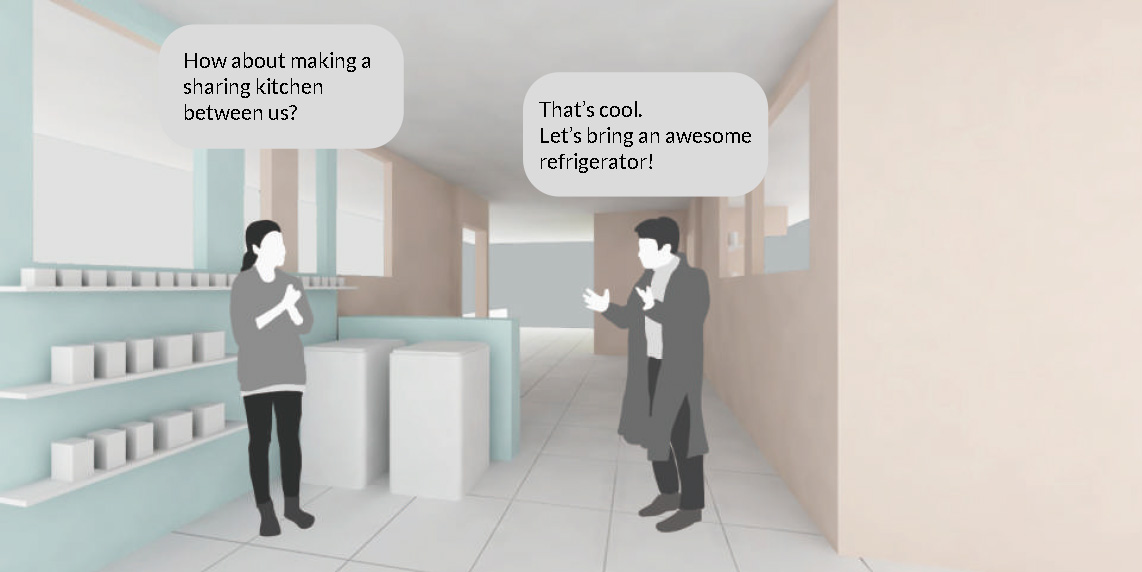 How about making a
sharing kitchen
between us?
That's cool.
Let's bring an awesome
refrigerator!